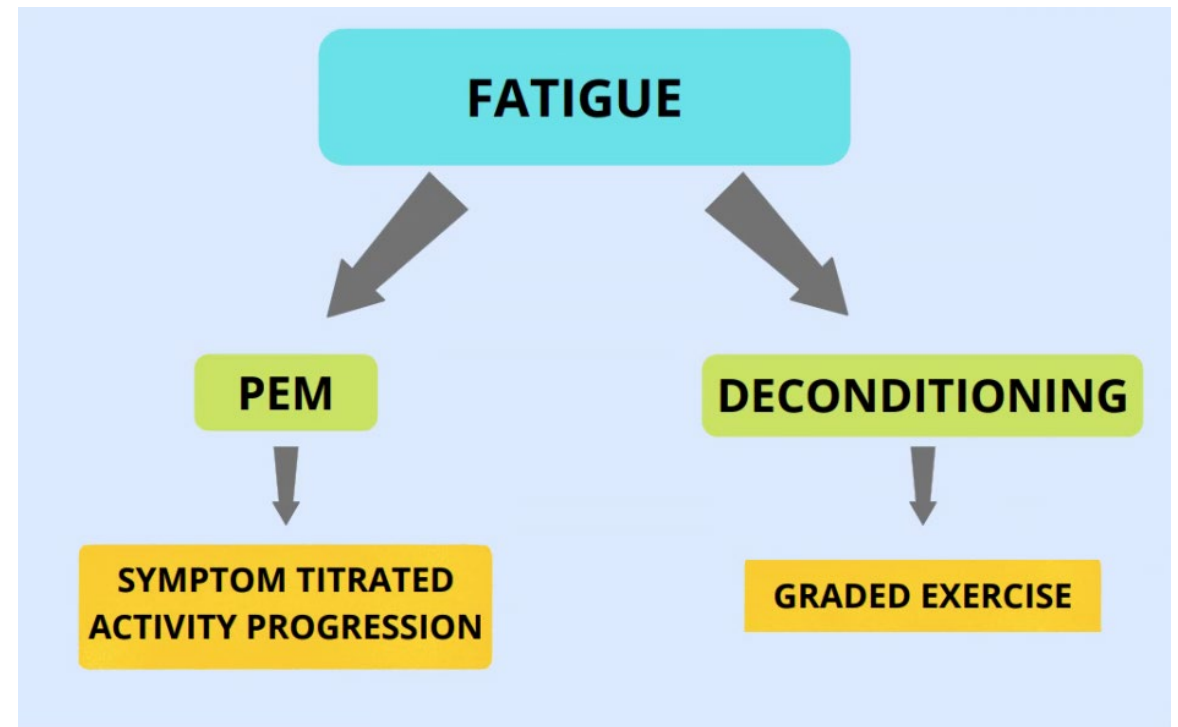 FATIGUE
PEM
DECONDITIONING
SYMPTOM TITRATED
ACTIVITY PROGRESSION
GRADED EXERCISE